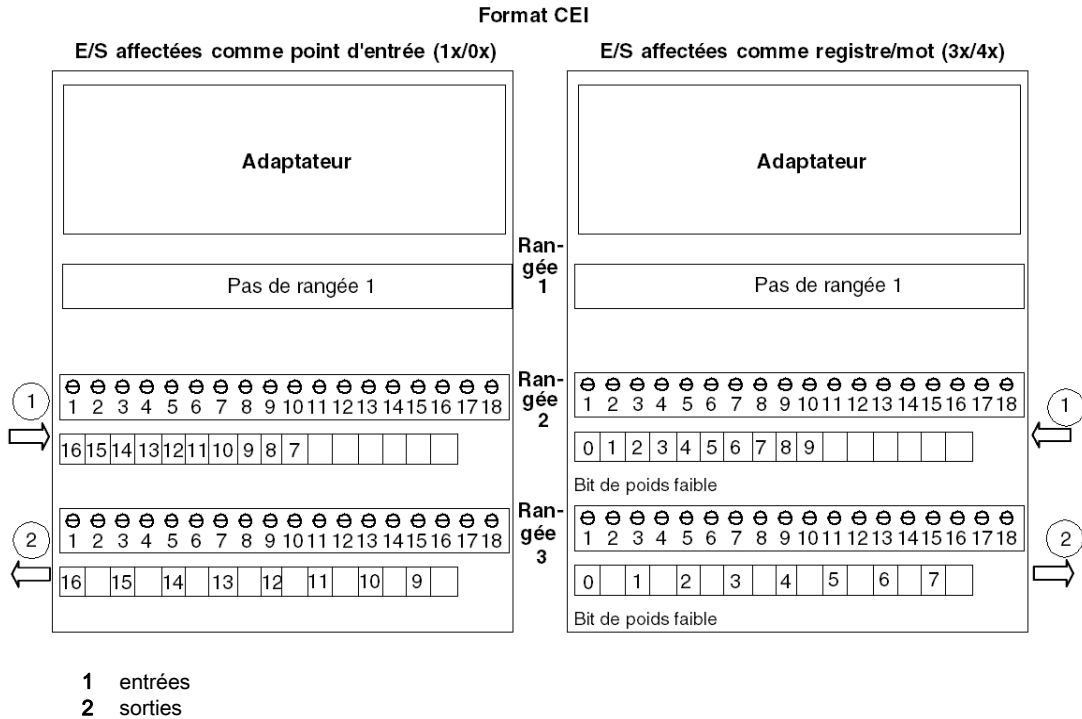 Format CEI
E/S affectées comme point d'entrée (1x/0x)
Adaptateur
Pas de rangée 1
1 2 3 4 5 6 7 8 9 10 11 12 13 14 15 16 17 18
1
16 15 14 13 12 11 10 9 8 7
1 2 3 4 5 6 7 8 9 10 11 12 13 14 15 16 17 18
2
16 15 14 13 12 11 10 9
Ran-
gée
1
Ran-
gée
2
Ran-
gée
3
E/S affectées comme registre/mot (3x/4x)
Adaptateur
Pas de rangée 1
1 2 3 4 5 6 7 8 9 10 11 12 13 14 15 16 17 18
1
0 1 2 3 4 5 6 7 8 9
Bit de poids faible
1 2 3 4 5 6 7 8 9 10 11 12 13 14 15 16 17 18
2
0 1 2 3 4 5 6 7
Bit de poids faible
1 entrées
2 sorties